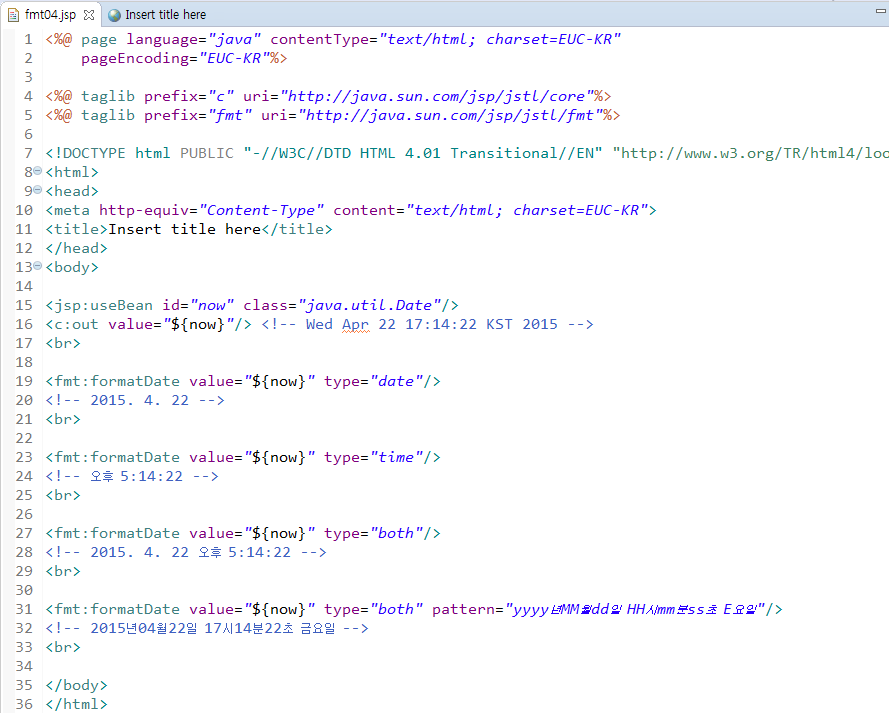 fmt04.jsp Insert title here
1 <%@ page language="java" contentType="text/html; charset=EUC-KR"
2 pageEncoding="EUC-KR"%>
3
4 <%@ taglib prefix="c" uri="http://java.sun.com/jsp/jstl/core"%>
5 <%@ taglib prefix="fmt" uri="http://java.sun.com/jsp/jstl/fmt"%>
6
7 <!DOCTYPE html PUBLIC "-//W3C//DTD HTML 4.01 Transitional//EN" "http://www.w3.org/TR/html4/loo
8 <html>
9 <head>
10 <meta http-equiv="Content-Type" content="text/html; charset=EUC-KR">
11 <title>Insert title here</title>
12 </head>
13 <body>
14
15 <jsp:useBean id="now" class="java.util.Date"/>
16 <c:out value="${now}"/> <!-- Wed Apr 22 17:14:22 KST 2015 -->
17 <br>
18
19 <fmt:formatDate value="${now}" type="date"/>
20 <!-- 2015. 4. 22 -->
21 <br>
22
23 <fmt:formatDate value="${now}" type="time"/>
24 <!-- 오후 5:14:22 -->
25 <br>
26
27 <fmt:formatDate value="${now}" type="both"/>
28 <!-- 2015. 4. 22 오후 5:14:22 -->
29 <br>
30
31 <fmt:formatDate value="${now}" type="both" pattern="yyyy년MM월dd일 HH시mm분ss초 E요일"/>
32 <!-- 2015년04월22일 17시14분22초 금요일 -->
33 <br>
34
35 </body>
36 </html>